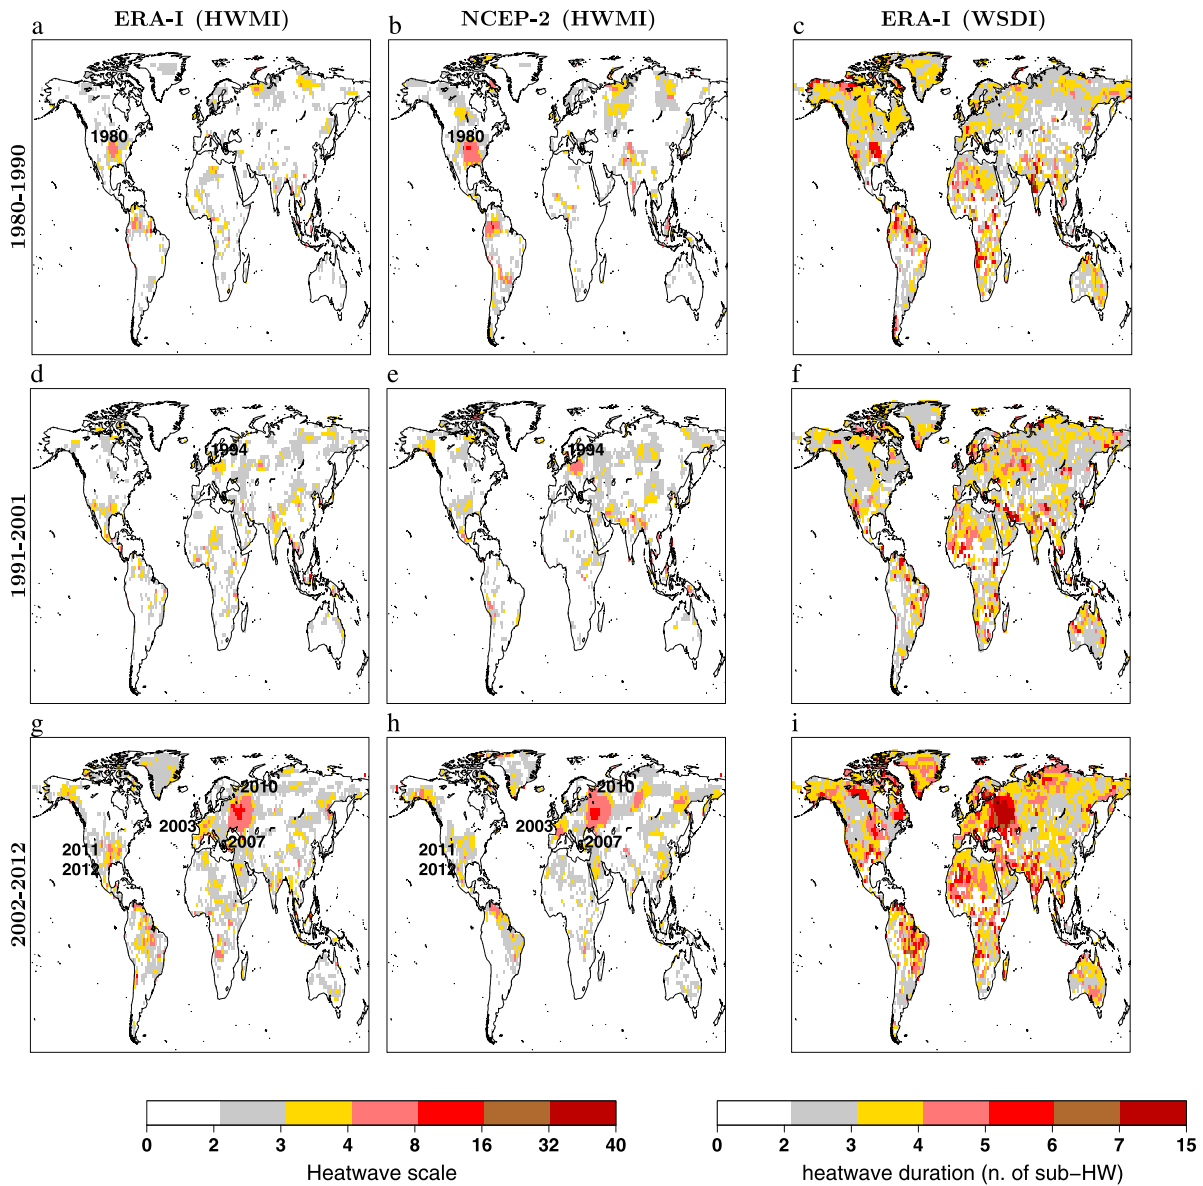 ERA-I (HWMI)
NCEP-2 (HWMI)
ERA-I (WSDI)
a
b
c
1980-1990
1980
1980
d
e
f
1991-2001
1994
1994
g
h
i
2002-2012
2010
2003
2007
2011
2012
2010
2003
2007
2011
2012
0 2 3 4 8 16 32 40
Heatwave scale
0 2 3 4 5 6 7 15
heatwave duration (n. of sub−HW)